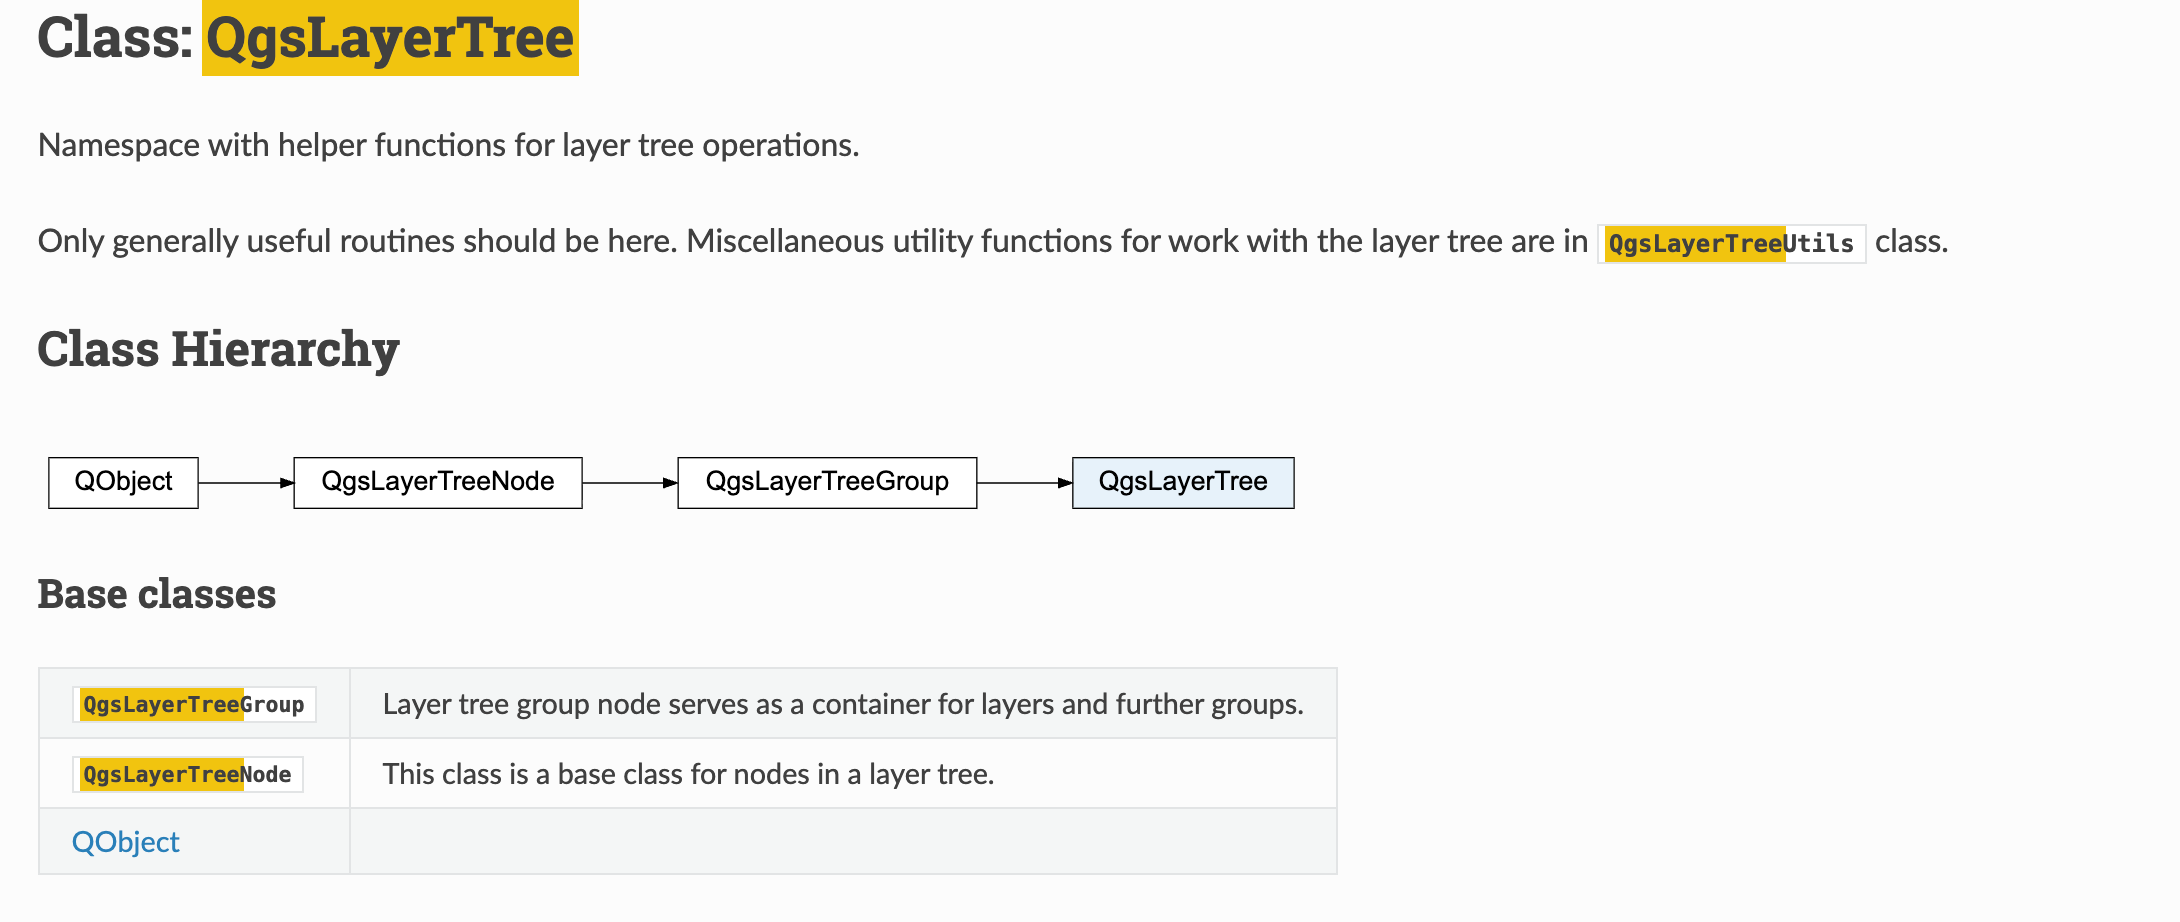 Class: QgsLayerTree
Namespace with helper functions for layer tree operations.
Only generally useful routines should be here. Miscellaneous utility functions for work with the layer tree are in QgsLayerTreeUtils class.
Class Hierarchy
QObject QgsLayerTreeNode QgsLayerTreeGroup QgsLayerTree
Base classes
QgsLayerTreeGroup Layer tree group node serves as a container for layers and further groups.
QgsLayerTreeNode This class is a base class for nodes in a layer tree.
QObject